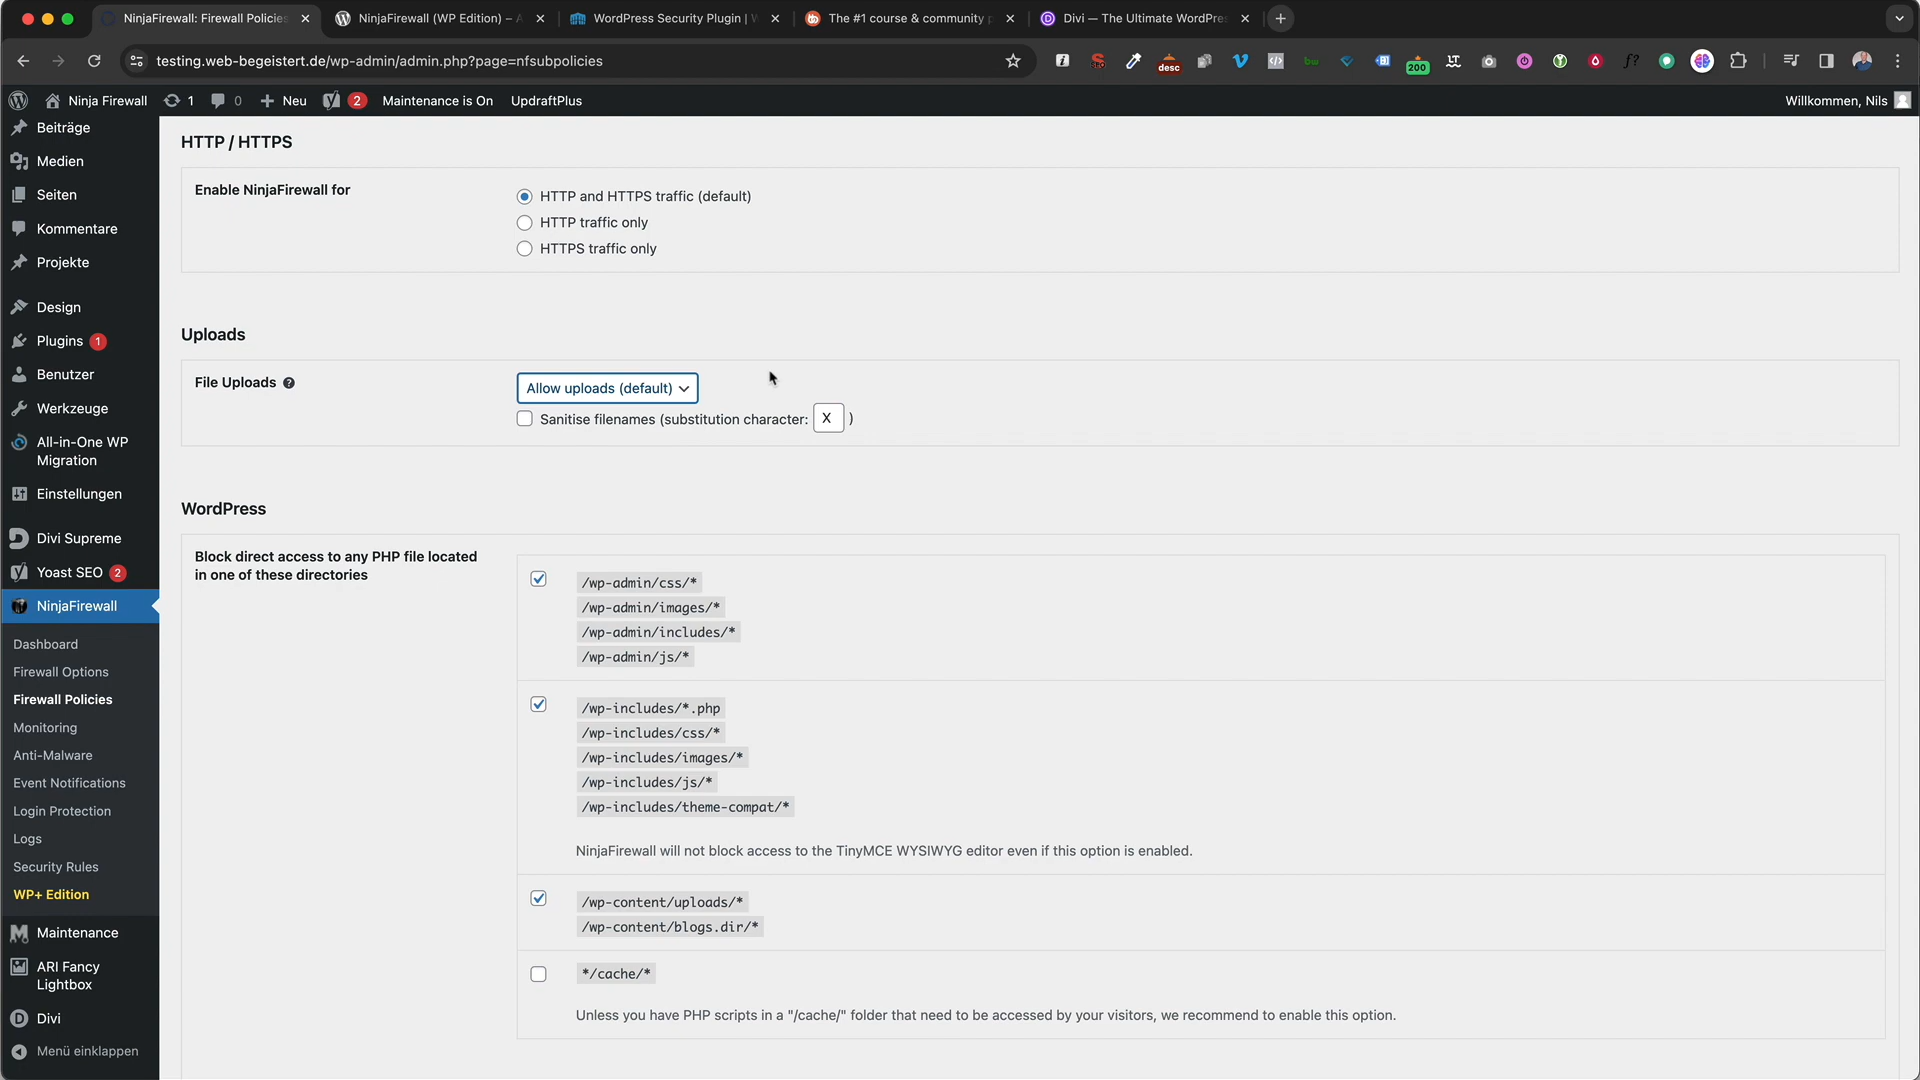 NinjaFirewall: Firewall Policies
NinjaFirewall (WP Edition) – A
WordPress Security Plugin | W
The #1 course & community p
Divi — The Ultimate WordPres
testing.web-begeistert.de/wp-admin/admin.php?page=nfsubpolicies
desc
200
Ninja Firewall
1
0
Neu
2
Maintenance is On
UpdraftPlus
Willkommen, Nils
Beiträge
Medien
Seiten
Kommentare
Projekte
Design
Plugins 1
Benutzer
Werkzeuge
All-in-One WP
Migration
Einstellungen
Divi Supreme
Yoast SEO 2
NinjaFirewall
Dashboard
Firewall Options
Firewall Policies
Monitoring
Anti-Malware
Event Notifications
Login Protection
Logs
Security Rules
WP+ Edition
Maintenance
ARI Fancy
Lightbox
Divi
Menü einklappen
HTTP / HTTPS
Enable NinjaFirewall for
HTTP and HTTPS traffic (default)
HTTP traffic only
HTTPS traffic only
Uploads
File Uploads
Allow uploads (default)
Sanitise filenames (substitution character: X )
WordPress
Block direct access to any PHP file located
in one of these directories
/wp-admin/css/*
/wp-admin/images/*
/wp-admin/includes/*
/wp-admin/js/*
/wp-includes/*.php
/wp-includes/css/*
/wp-includes/images/*
/wp-includes/js/*
/wp-includes/theme-compat/*
NinjaFirewall will not block access to the TinyMCE WYSIWYG editor even if this option is enabled.
/wp-content/uploads/*
/wp-content/blogs.dir/*
*/cache/*
Unless you have PHP scripts in a "/cache/" folder that need to be accessed by your visitors, we recommend to enable this option.